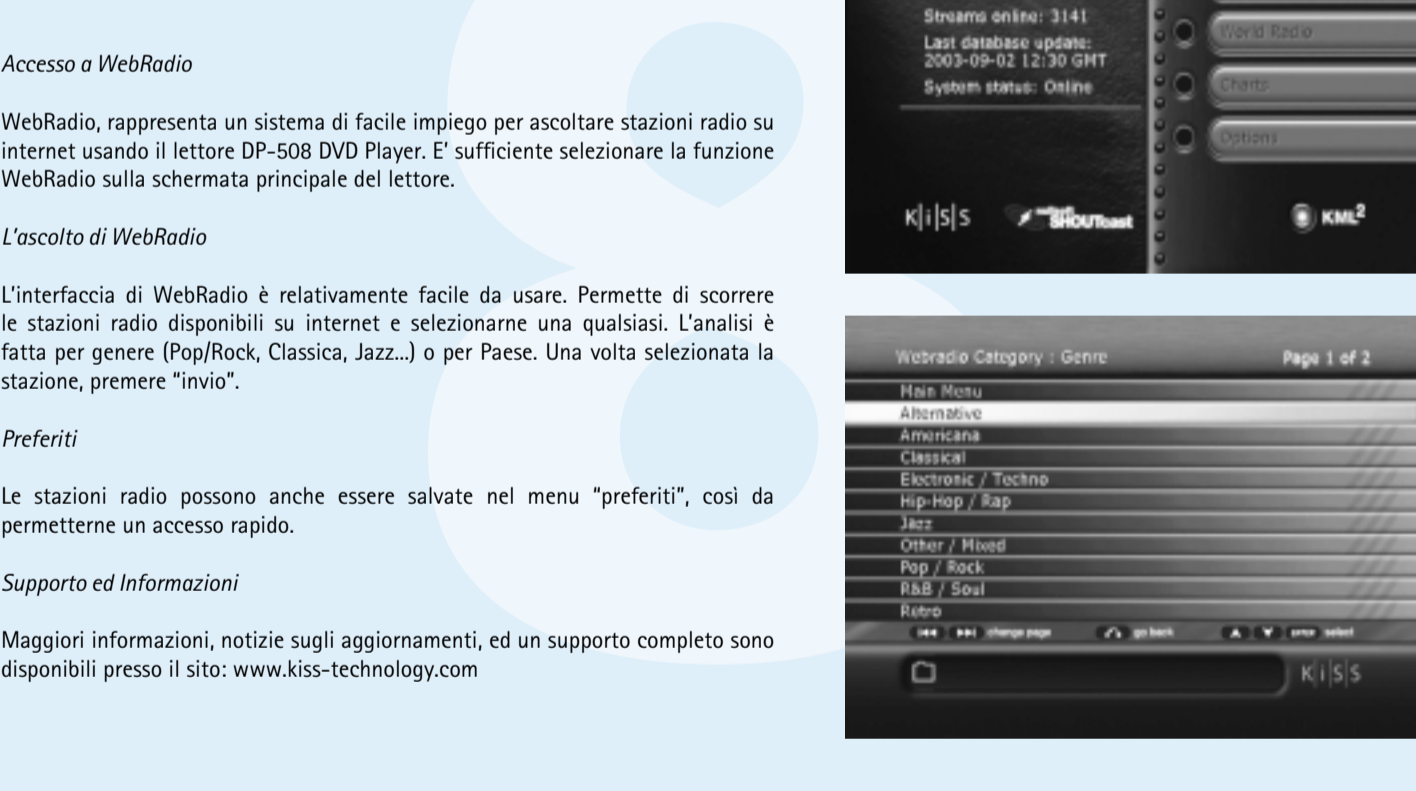 Accesso a WebRadio
WebRadio, rappresenta un sistema di facile impiego per ascoltare stazioni radio su
internet usando il lettore DP-508 DVD Player. E' sufficiente selezionare la funzione
WebRadio sulla schermata principale del lettore.
L'ascolto di WebRadio
L'interfaccia di WebRadio è relativamente facile da usare. Permette di scorrere
le stazioni radio disponibili su internet e selezionarne una qualsiasi. L'analisi è
fatta per genere (Pop/Rock, Classica, Jazz...) o per Paese. Una volta selezionata la
stazione, premere “invio”.
Preferiti
Le stazioni radio possono anche essere salvate nel menu “preferiti”, così da
permetterne un accesso rapido.
Supporto ed Informazioni
Maggiori informazioni, notizie sugli aggiornamenti, ed un supporto completo sono
disponibili presso il sito: www.kiss-technology.com
Streams online: 3141
Last database update:
2003-09-02 12:30 GMT
System status: Online
World Radio
Charts
Options
K|i|S|S
SHOUTcast
KML2
Webradio Category : Genre
Page 1 of 2
Main Menu
Alternative
Americana
Classical
Electronic / Techno
Hip-Hop / Rap
Jazz
Other / Mixed
Pop / Rock
R&B / Soul
Retro
change page
go back
enter select
K|i|S|S